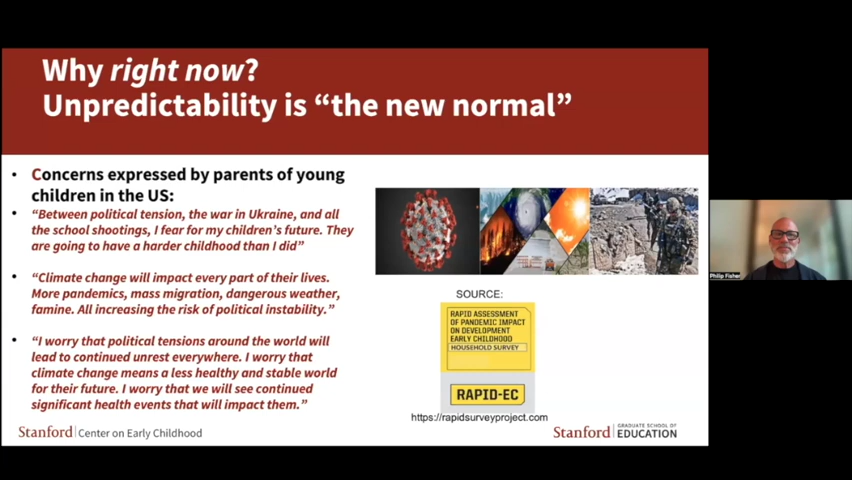 Why right now?
Unpredictability is “the new normal”
• Concerns expressed by parents of young
children in the US:
• “Between political tension, the war in Ukraine, and all
the school shootings, I fear for my children’s future. They
are going to have a harder childhood than I did”
• “Climate change will impact every part of their lives.
More pandemics, mass migration, dangerous weather,
famine. All increasing the risk of political instability.”
• “I worry that political tensions around the world will
lead to continued unrest everywhere. I worry that
climate change means a less healthy and stable world
for their future. I worry that we will see continued
significant health events that will impact them.”
SOURCE:
RAPID ASSESSMENT
OF PANDEMIC IMPACT
ON DEVELOPMENT
EARLY CHILDHOOD
HOUSEHOLD SURVEY
RAPID-EC
https://rapidsurveyproject.com
Stanford | Center on Early Childhood
Stanford | GRADUATE SCHOOL OF
EDUCATION
Philip Fisher